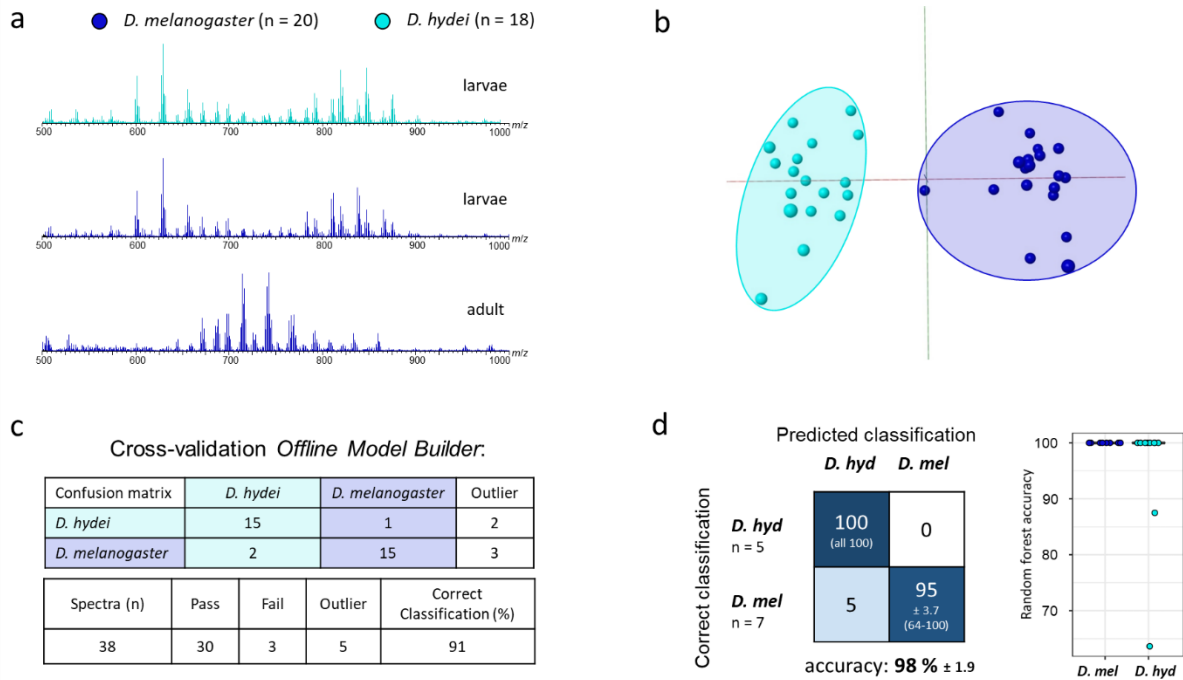 a
D. melanogaster (n = 20)
D. hydei (n = 18)
larvae
500 600 700 800 900 1000 m/z
larvae
500 600 700 800 900 1000 m/z
adult
500 600 700 800 900 1000 m/z
b
c
Cross-validation Offline Model Builder:
Confusion matrix D. hydei D. melanogaster Outlier
D. hydei 15 1 2
D. melanogaster 2 15 3
Spectra (n) Pass Fail Outlier Correct
Classification (%)
38 30 3 5 91
d
Predicted classification
D. hyd D. mel
Correct classification
D. hyd
n = 5
100
(all 100)
0
D. mel
n = 7
5
95
± 3.7
(64-100)
accuracy: 98 % ± 1.9
Random forest accuracy
100
90
80
70
D. mel D. hyd